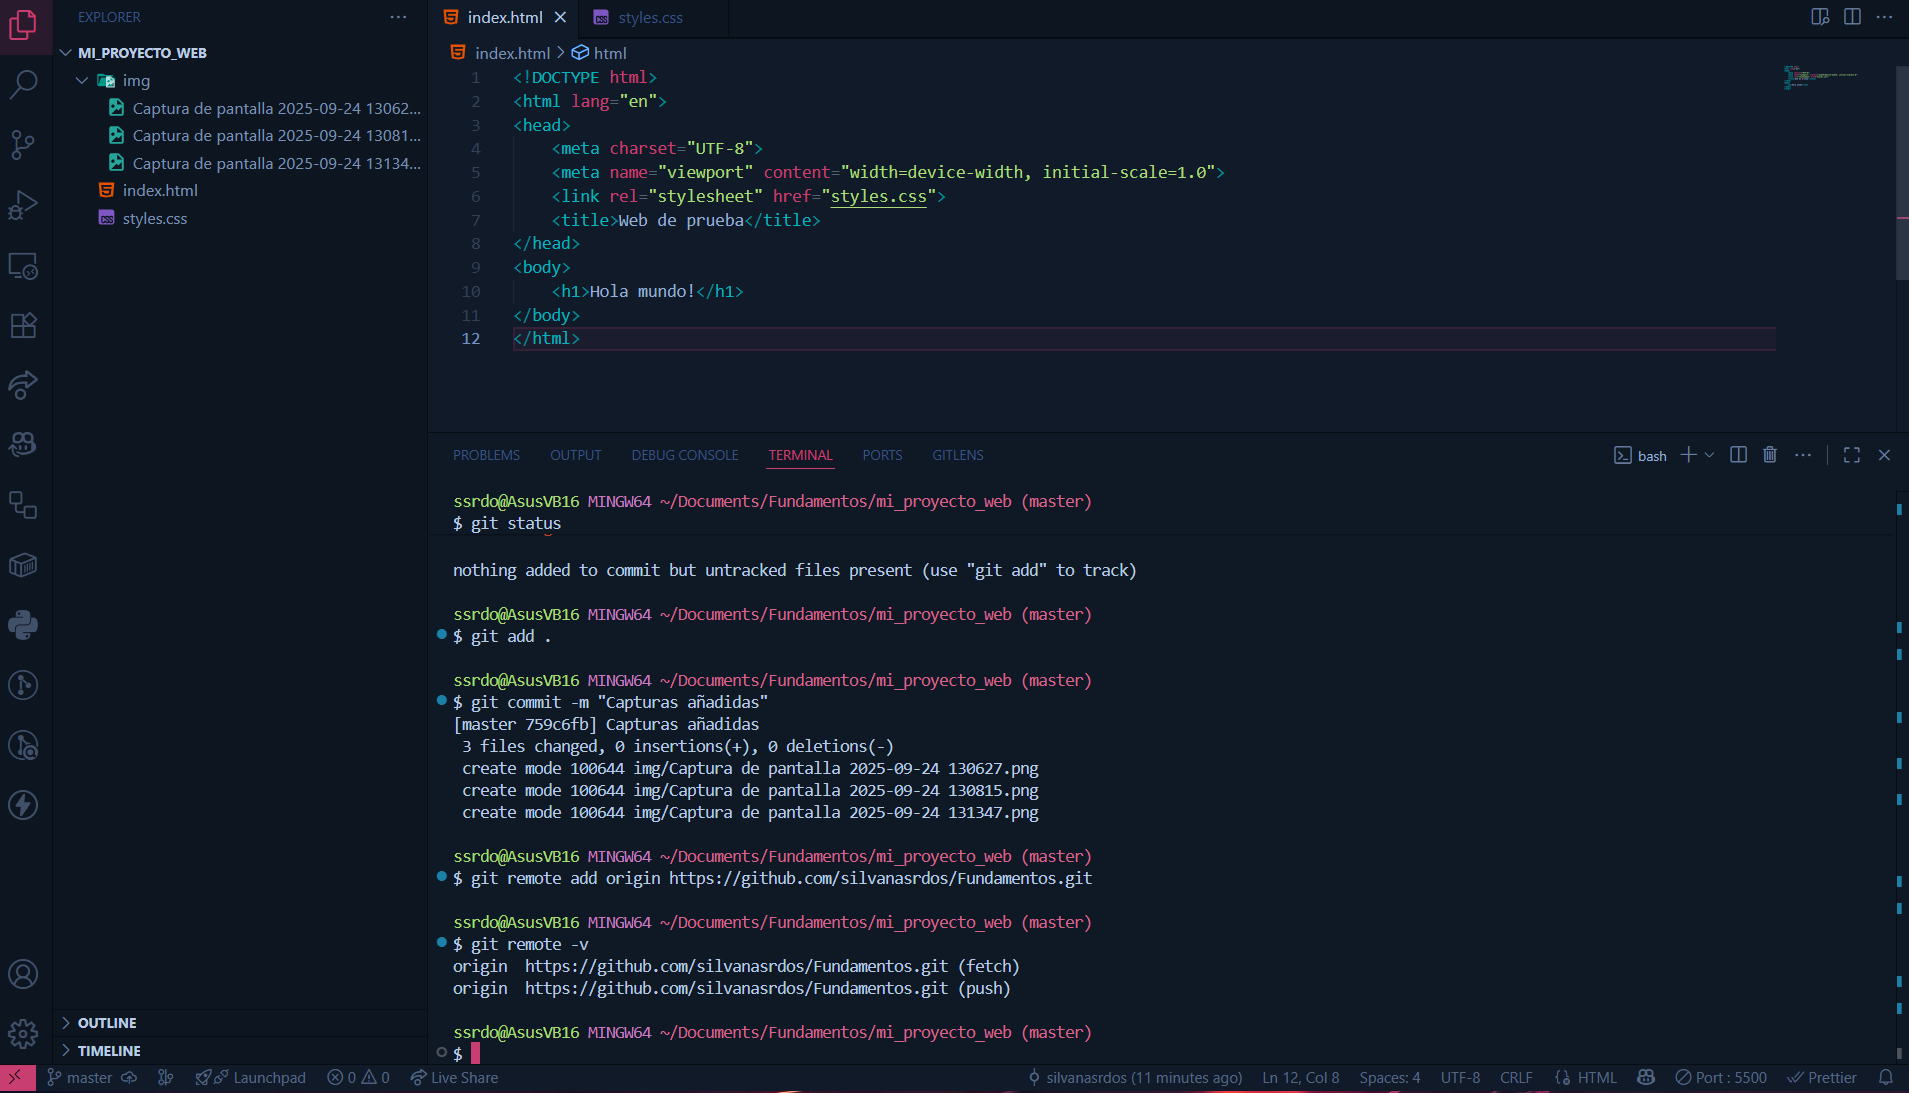 EXPLORER
MI_PROYECTO_WEB
img
Captura de pantalla 2025-09-24 13062...
Captura de pantalla 2025-09-24 13081...
Captura de pantalla 2025-09-24 13134...
index.html
styles.css
OUTLINE
TIMELINE
index.html
styles.css
index.html > html
1 <!DOCTYPE html>
2 <html lang="en">
3 <head>
4 <meta charset="UTF-8">
5 <meta name="viewport" content="width=device-width, initial-scale=1.0">
6 <link rel="stylesheet" href="styles.css">
7 <title>Web de prueba</title>
8 </head>
9 <body>
10 <h1>Hola mundo!</h1>
11 </body>
12 </html>
PROBLEMS OUTPUT DEBUG CONSOLE TERMINAL PORTS GITLENS
bash
ssrdo@AsusVB16 MINGW64 ~/Documents/Fundamentos/mi_proyecto_web (master)
$ git status
nothing added to commit but untracked files present (use "git add" to track)
ssrdo@AsusVB16 MINGW64 ~/Documents/Fundamentos/mi_proyecto_web (master)
$ git add .
ssrdo@AsusVB16 MINGW64 ~/Documents/Fundamentos/mi_proyecto_web (master)
$ git commit -m "Capturas añadidas"
[master 759c6fb] Capturas añadidas
3 files changed, 0 insertions(+), 0 deletions(-)
create mode 100644 img/Captura de pantalla 2025-09-24 130627.png
create mode 100644 img/Captura de pantalla 2025-09-24 130815.png
create mode 100644 img/Captura de pantalla 2025-09-24 131347.png
ssrdo@AsusVB16 MINGW64 ~/Documents/Fundamentos/mi_proyecto_web (master)
$ git remote add origin https://github.com/silvanasrdos/Fundamentos.git
ssrdo@AsusVB16 MINGW64 ~/Documents/Fundamentos/mi_proyecto_web (master)
$ git remote -v
origin https://github.com/silvanasrdos/Fundamentos.git (fetch)
origin https://github.com/silvanasrdos/Fundamentos.git (push)
ssrdo@AsusVB16 MINGW64 ~/Documents/Fundamentos/mi_proyecto_web (master)
$
master Launchpad 0 0 Live Share silvanasrdos (11 minutes ago) Ln 12, Col 8 Spaces: 4 UTF-8 CRLF HTML Port : 5500 Prettier